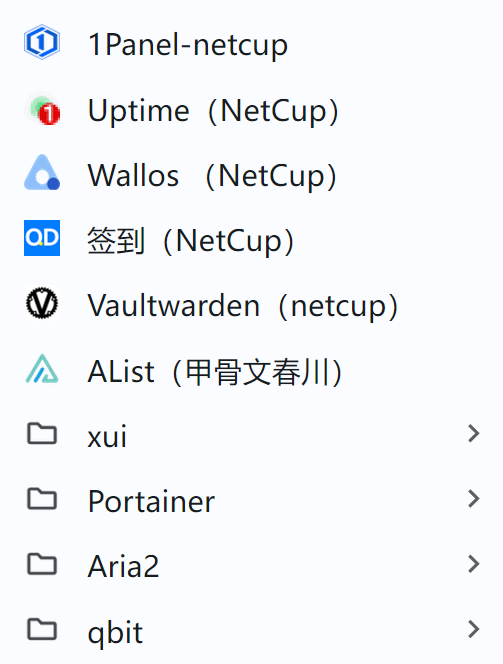 1Panel-netcup
Uptime（NetCup）
Wallos （NetCup）
QD 签到（NetCup）
Vaultwarden（netcup）
AList（甲骨文春川）
xui
Portainer
Aria2
qbit